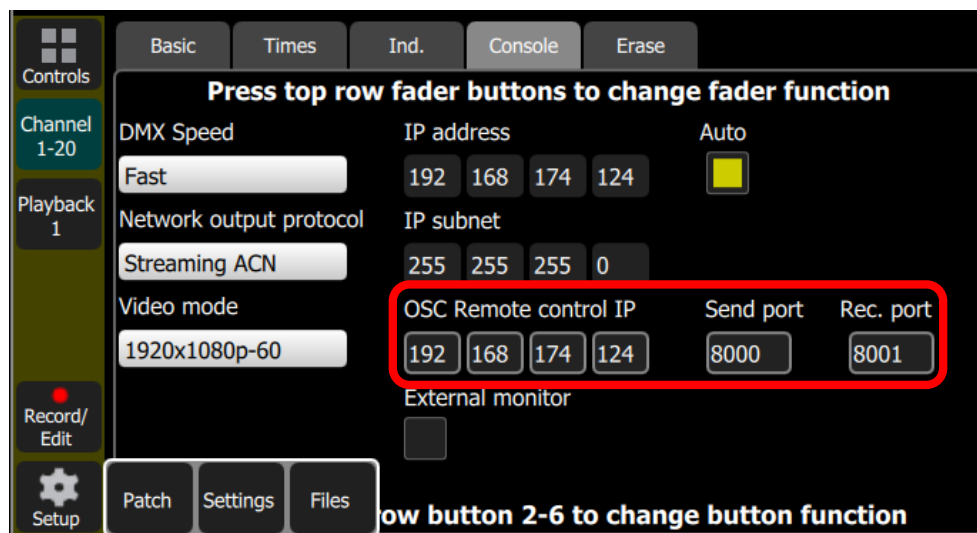 Controls
Channel
1-20
Playback
1
Record/
Edit
Setup
Basic
Times
Ind.
Console
Erase
Press top row fader buttons to change fader function
DMX Speed
Fast
Network output protocol
Streaming ACN
Video mode
1920x1080p-60
IP address
192 168 174 124
Auto
IP subnet
255 255 255 0
OSC Remote control IP
192 168 174 124
Send port
8000
Rec. port
8001
External monitor
Patch
Settings
Files
row button 2-6 to change button function